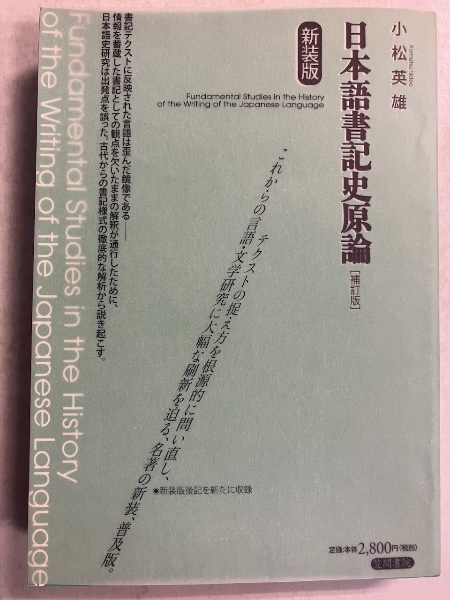 小松英雄
Komatsu Hideo
日本語書記史原論
[補訂版]
新装版
Fundamental Studies in the History
of the Writing of the Japanese Language
書記テクストに反映された言語は歪んだ鏡像である——
情報を蓄蔵した書記としての観点を欠いたままの解釈が通行したために、
日本語史研究は出発点を誤った。古代からの書記様式の徹底的な解析から説き起こす。
テクストの捉え方を根源的に問い直し、
これからの言語・文学研究に大幅な刷新を迫る、名著の新装、普及版。
◉新装版後記を新たに収録
Fundamental Studies in the History
of the Writing of the Japanese Language
定価:本体2,800円(税別)
笠間書院